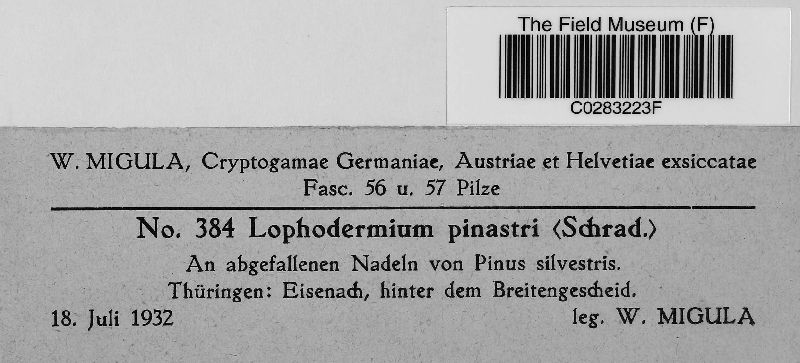 The Field Museum (F)
C0283223F
W. MIGULA, Cryptogamae Germaniae, Austriae et Helvetiae exsiccatae
Fasc. 56 u. 57 Pilze
No. 384 Lophodermium pinastri (Schrad.)
An abgefallenen Nadeln von Pinus silvestris.
Thüringen: Eisenach, hinter dem Breitengescheid.
18. Juli 1932 leg. W. MIGULA